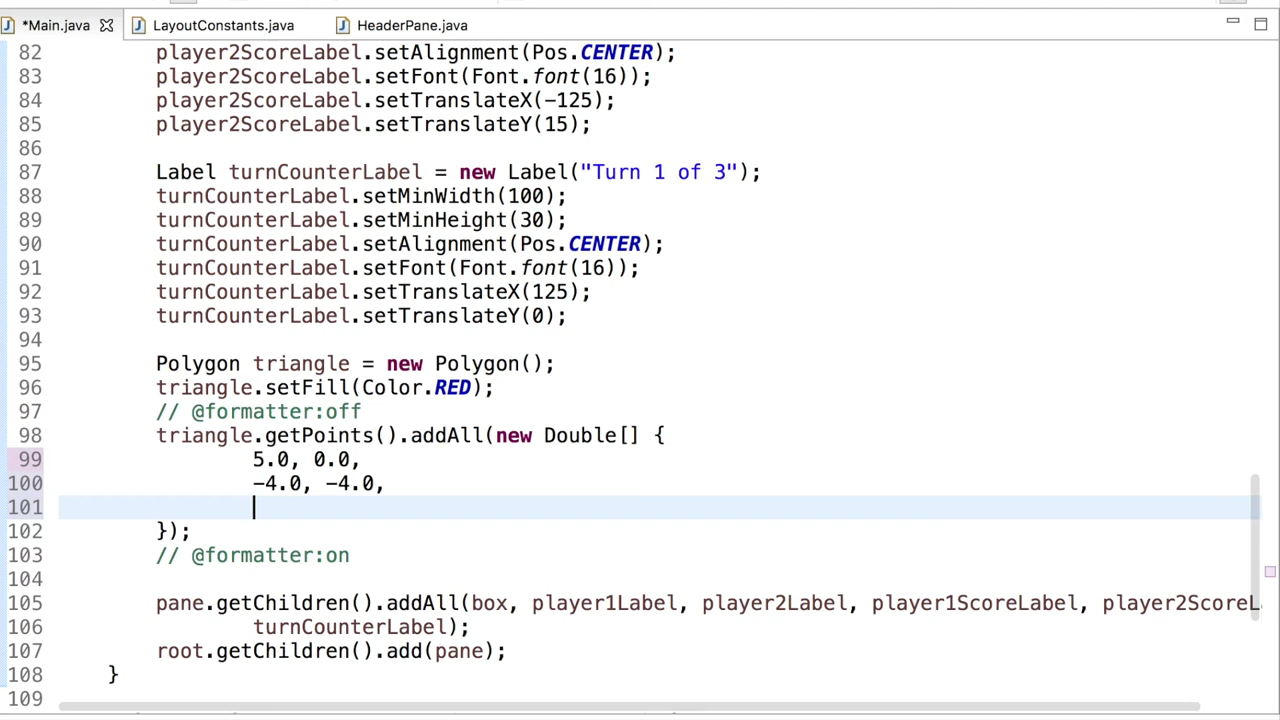 *Main.java
LayoutConstants.java
HeaderPane.java
82 player2ScoreLabel.setAlignment(Pos.CENTER);
83 player2ScoreLabel.setFont(Font.font(16));
84 player2ScoreLabel.setTranslateX(-125);
85 player2ScoreLabel.setTranslateY(15);
86
87 Label turnCounterLabel = new Label("Turn 1 of 3");
88 turnCounterLabel.setMinWidth(100);
89 turnCounterLabel.setMinHeight(30);
90 turnCounterLabel.setAlignment(Pos.CENTER);
91 turnCounterLabel.setFont(Font.font(16));
92 turnCounterLabel.setTranslateX(125);
93 turnCounterLabel.setTranslateY(0);
94
95 Polygon triangle = new Polygon();
96 triangle.setFill(Color.RED);
97 // @formatter:off
98 triangle.getPoints().addAll(new Double[] {
99 5.0, 0.0,
100 -4.0, -4.0,
101
102 });
103 // @formatter:on
104
105 pane.getChildren().addAll(box, player1Label, player2Label, player1ScoreLabel, player2ScoreL
106 turnCounterLabel);
107 root.getChildren().add(pane);
108 }
109